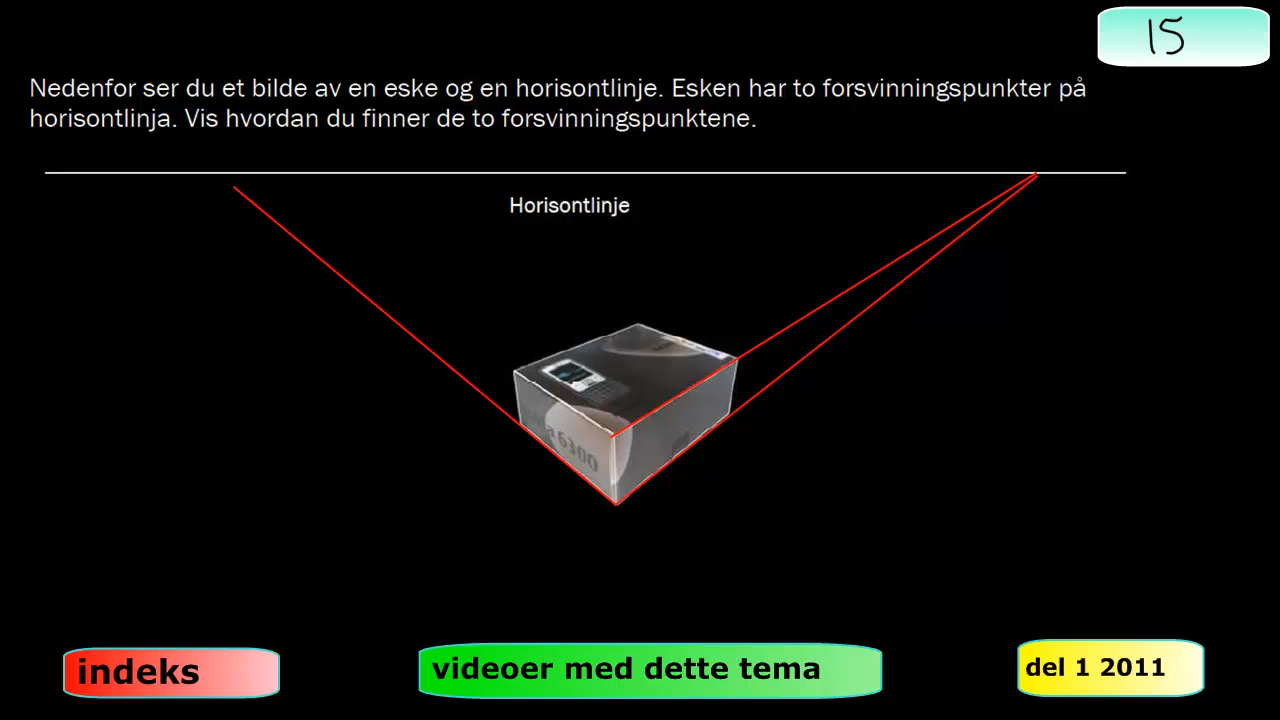 15
Nedenfor ser du et bilde av en eske og en horisontlinje. Esken har to forsvinningspunkter på
horisontlinja. Vis hvordan du finner de to forsvinningspunktene.
Horisontlinje
6300
indeks
videoer med dette tema
del 1 2011